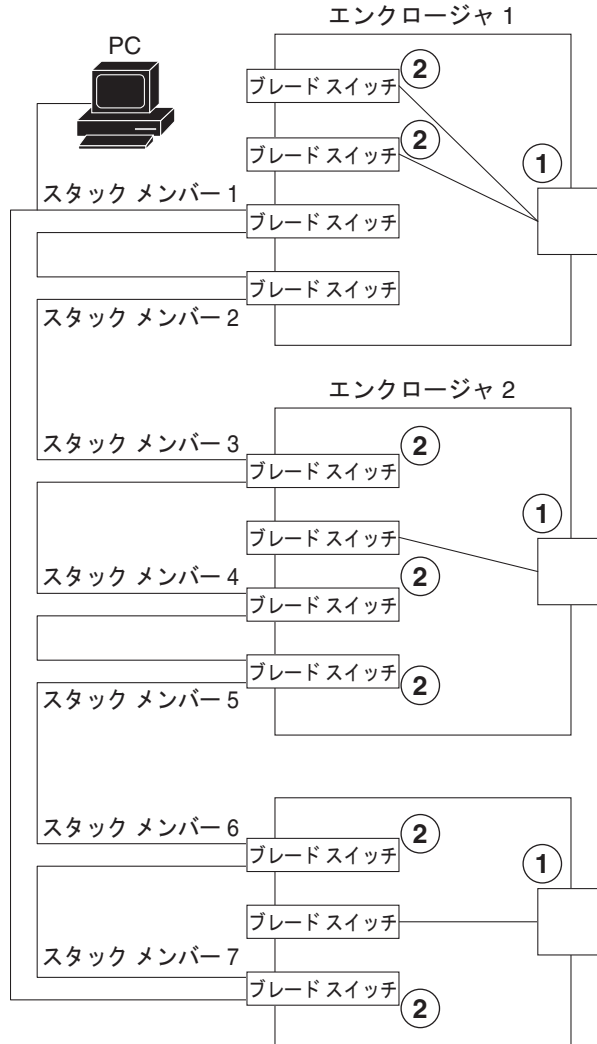 エンクロージャ 1
PC
ブレード スイッチ
2
ブレード スイッチ
2
1
スタック メンバー 1
ブレード スイッチ
ブレード スイッチ
スタック メンバー 2
エンクロージャ 2
スタック メンバー 3
2
ブレード スイッチ
1
ブレード スイッチ
スタック メンバー 4
2
ブレード スイッチ
ブレード スイッチ
2
スタック メンバー 5
スタック メンバー 6
2
ブレード スイッチ
1
ブレード スイッチ
スタック メンバー 7
ブレード スイッチ
2